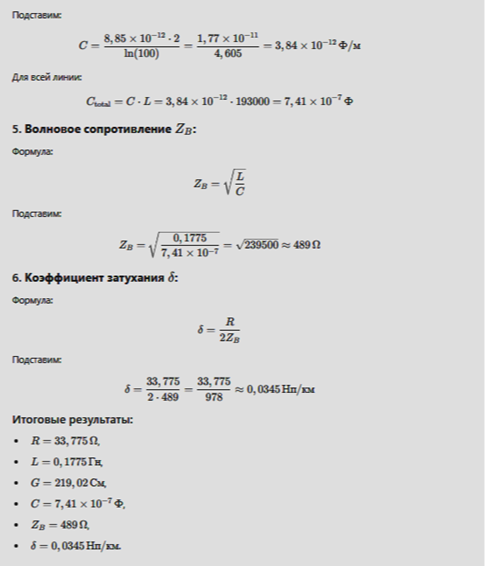 Подставим:
C = 8,85 × 10⁻¹² · 2 / ln(100) = 1,77 × 10⁻¹¹ / 4,605 = 3,84 × 10⁻¹² Ф/м
Для всей линии:
C_total = C · L = 3,84 × 10⁻¹² · 193000 = 7,41 × 10⁻⁷ Ф
5. Волновое сопротивление Z_B:
Формула:
Z_B = √(L / C)
Подставим:
Z_B = √(0,1775 / 7,41 × 10⁻⁷) = √239500 ≈ 489 Ω
6. Коэффициент затухания δ:
Формула:
δ = R / 2Z_B
Подставим:
δ = 33,775 / 2 · 489 = 33,775 / 978 ≈ 0,0345 Нп/км
Итоговые результаты:
• R = 33,775 Ω,
• L = 0,1775 Гн,
• G = 219,02 См,
• C = 7,41 × 10⁻⁷ Ф,
• Z_B = 489 Ω,
• δ = 0,0345 Нп/км.